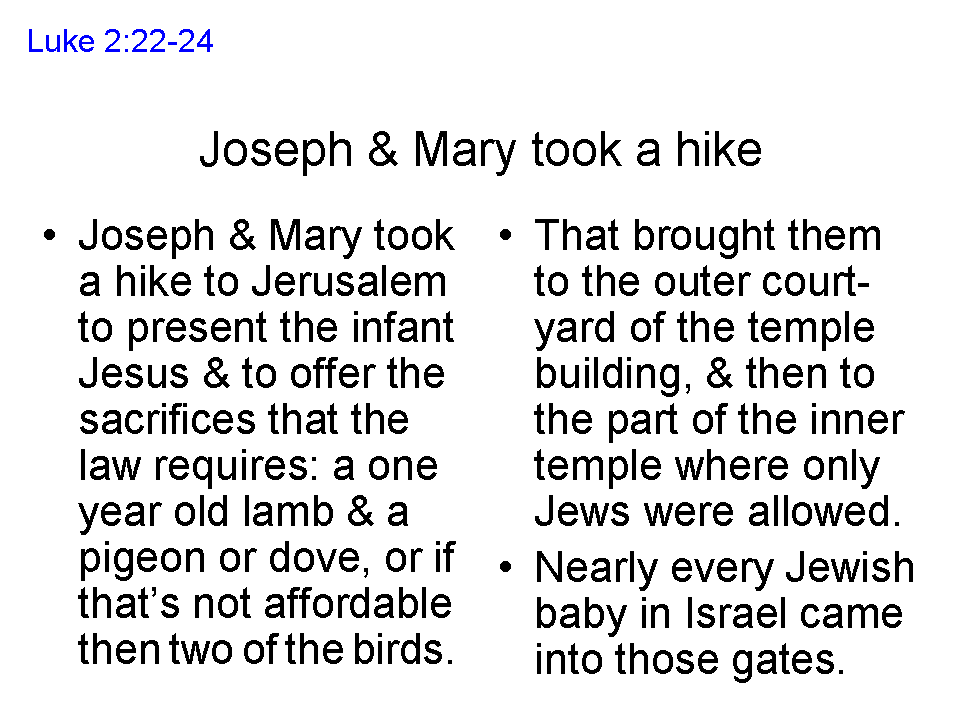 Luke 2:22-24
Joseph & Mary took a hike
• Joseph & Mary took
a hike to Jerusalem
to present the infant
Jesus & to offer the
sacrifices that the
law requires: a one
year old lamb & a
pigeon or dove, or if
that’s not affordable
then two of the birds.
• That brought them
to the outer court-
yard of the temple
building, & then to
the part of the inner
temple where only
Jews were allowed.
• Nearly every Jewish
baby in Israel came
into those gates.